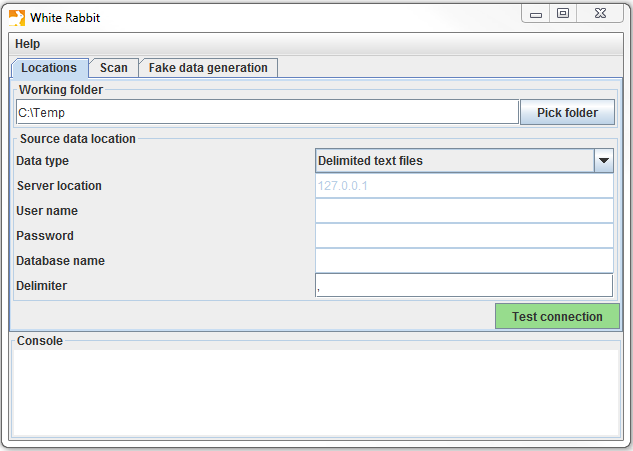 White Rabbit
Help
Locations Scan Fake data generation
Working folder
C:\Temp Pick folder
Source data location
Data type Delimited text files
Server location 127.0.0.1
User name
Password
Database name
Delimiter ,
Test connection
Console